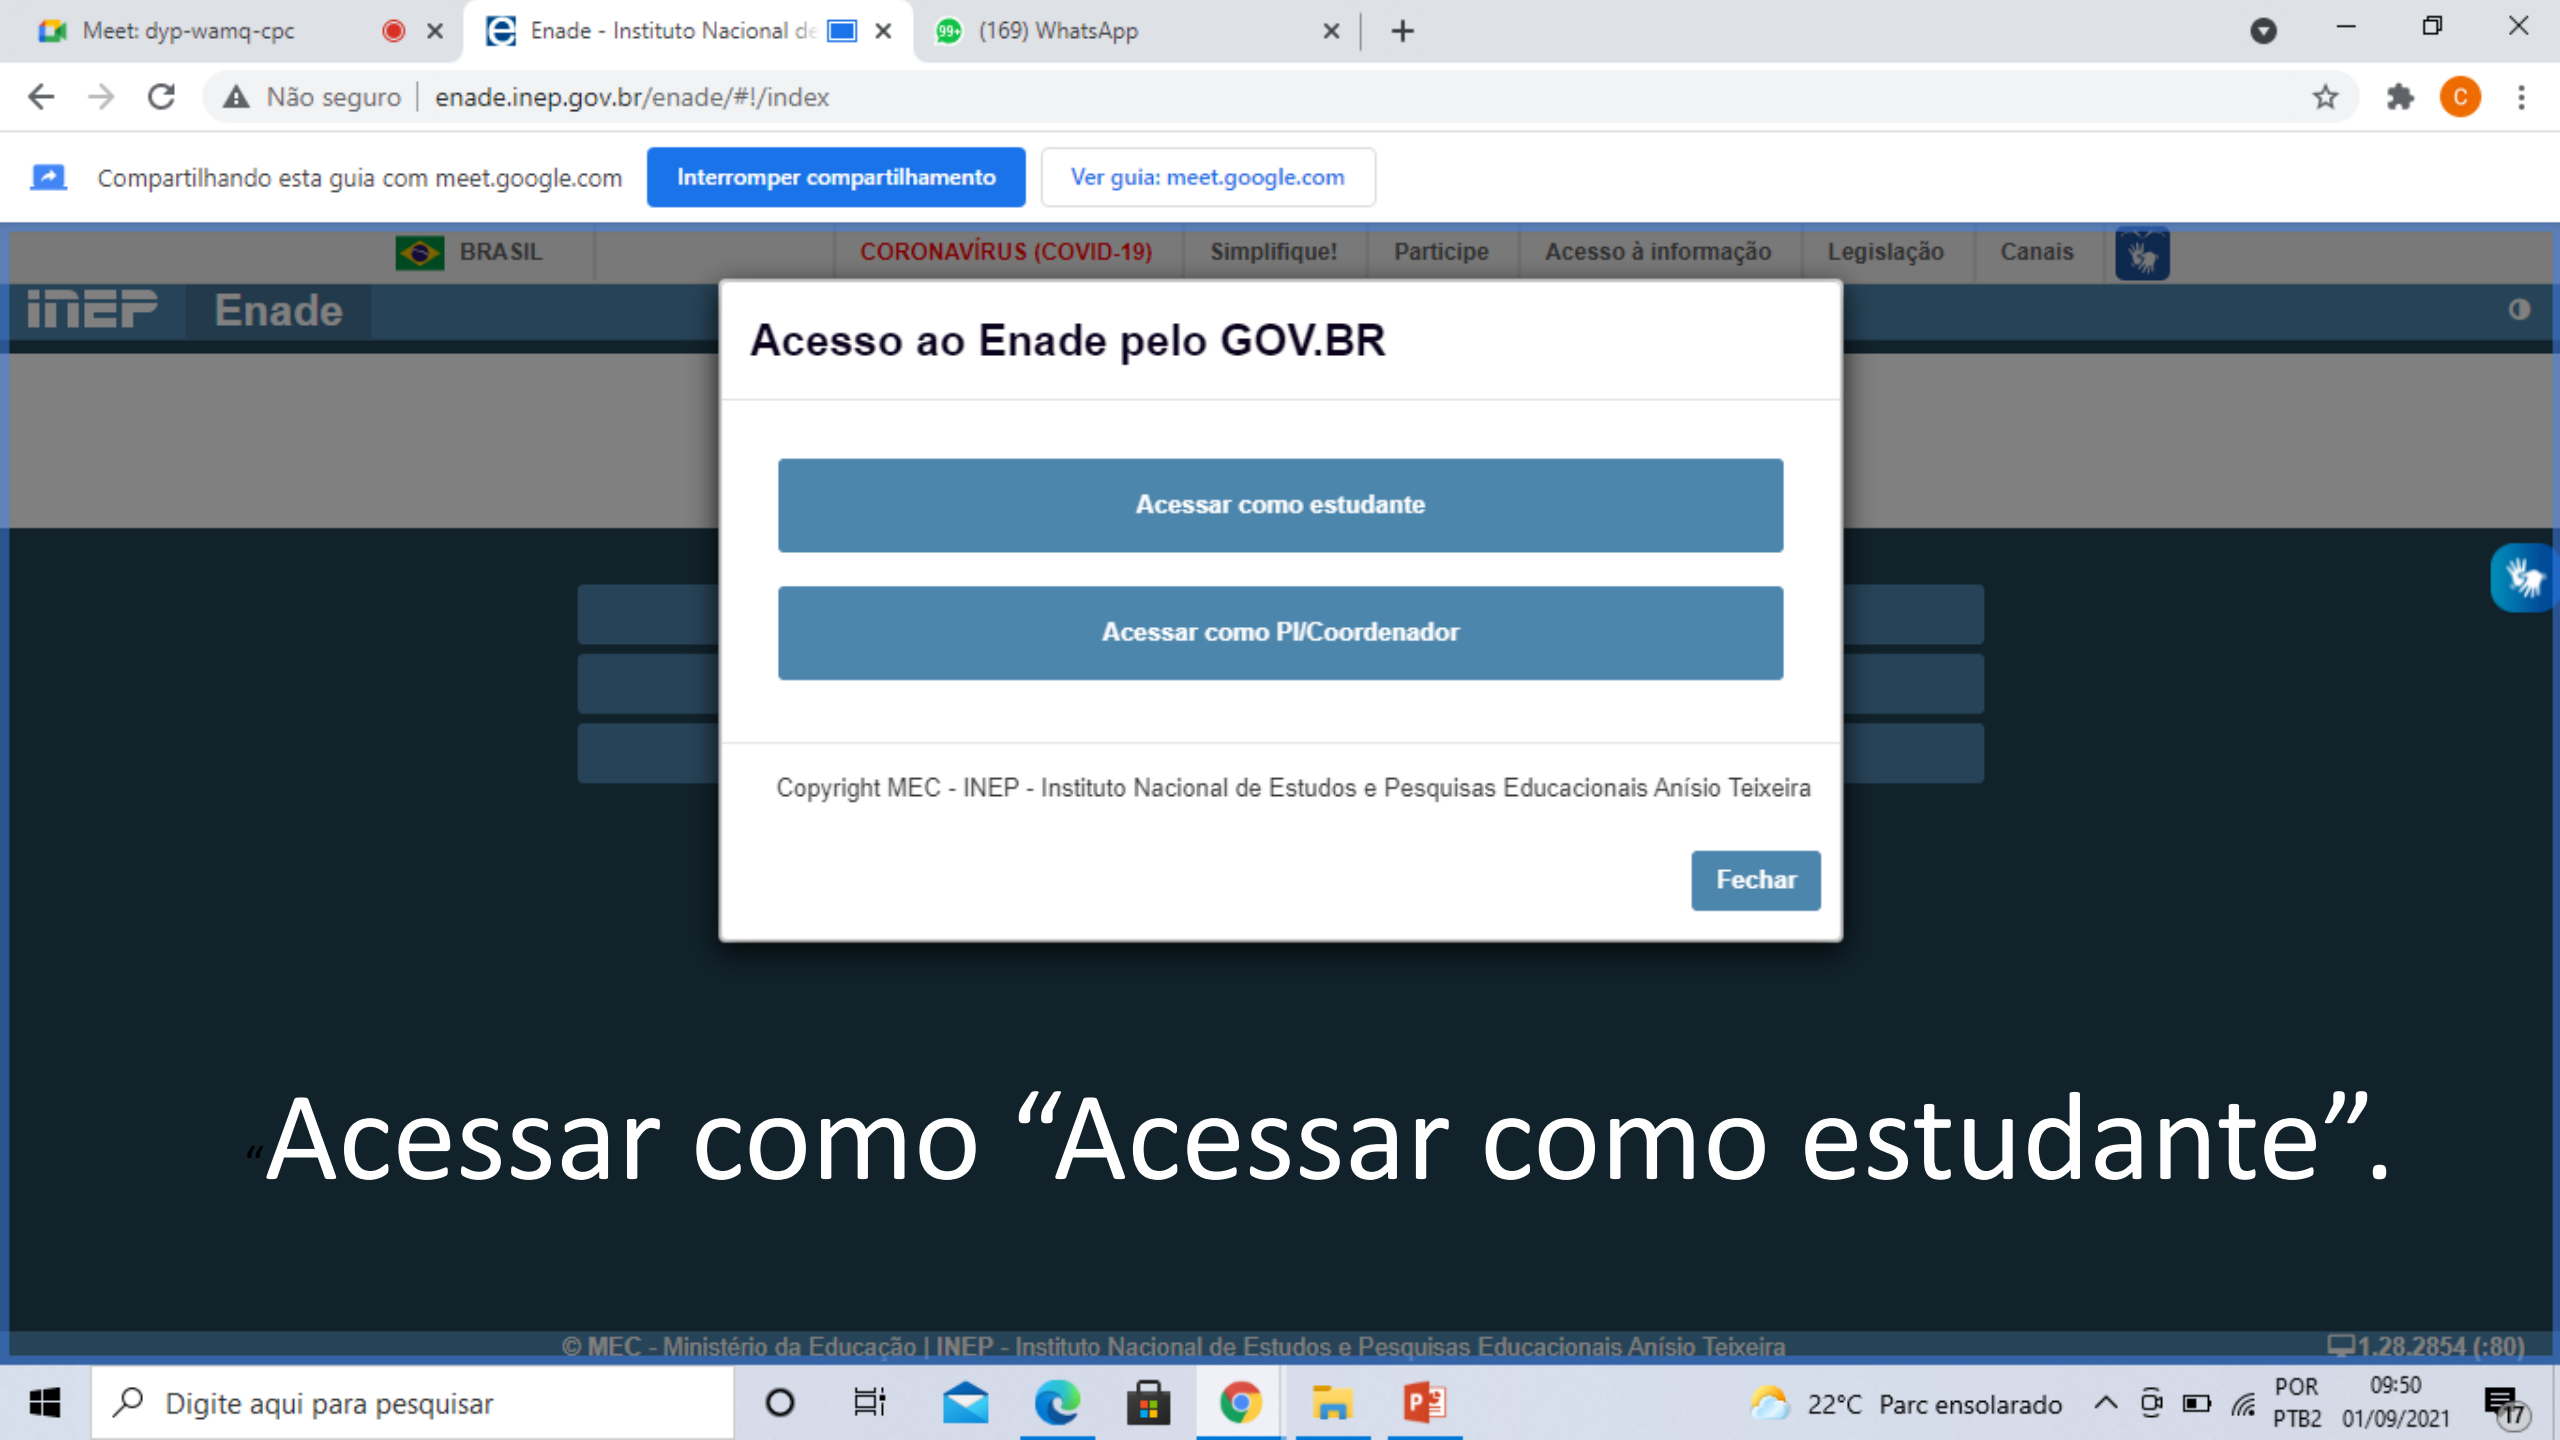 Meet: dyp-wamq-cpc
Enade - Instituto Nacional de
99+ (169) WhatsApp
Não seguro | enade.inep.gov.br/enade/#!/index
C
Compartilhando esta guia com meet.google.com Interromper compartilhamento Ver guia: meet.google.com
BRASIL CORONAVÍRUS (COVID-19) Simplifique! Participe Acesso à informação Legislação Canais
inep Enade
Acesso ao Enade pelo GOV.BR
Acessar como estudante
Acessar como PI/Coordenador
Copyright MEC - INEP - Instituto Nacional de Estudos e Pesquisas Educacionais Anísio Teixeira
Fechar
“Acessar como “Acessar como estudante”.
© MEC - Ministério da Educação | INEP - Instituto Nacional de Estudos e Pesquisas Educacionais Anísio Teixeira 1.28.2854 (:80)
Digite aqui para pesquisar
22°C Parc ensolarado
POR
PTB2
09:50
01/09/2021
17